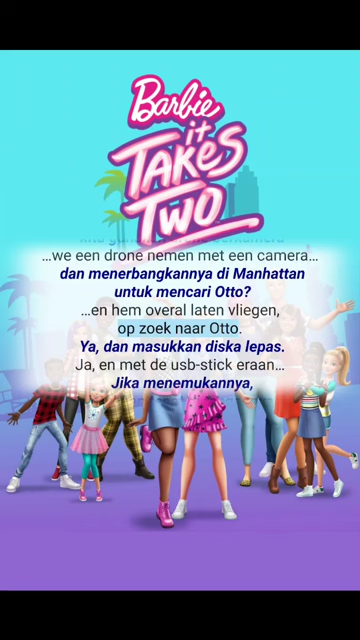 Barbie
it
TAKES
TWO
...we een drone nemen met een camera...
dan menerbangkannya di Manhattan
untuk mencari Otto?
...en hem overal laten vliegen,
op zoek naar Otto.
Ya, dan masukkan diska lepas.
Ja, en met de usb-stick eraan...
Jika menemukannya,